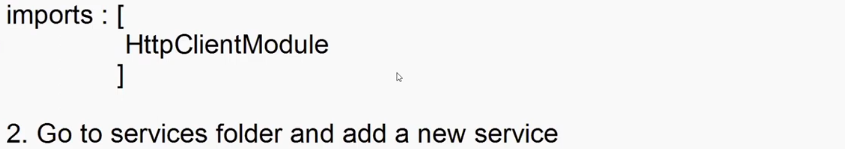 imports : [
HttpClientModule
]
2. Go to services folder and add a new service